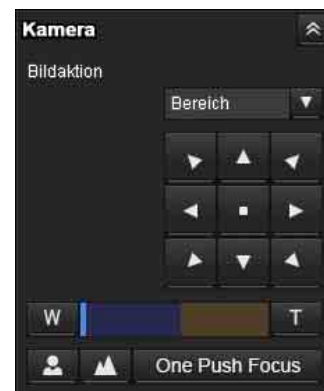 Kamera
Bildaktion
Bereich
W T
One Push Focus